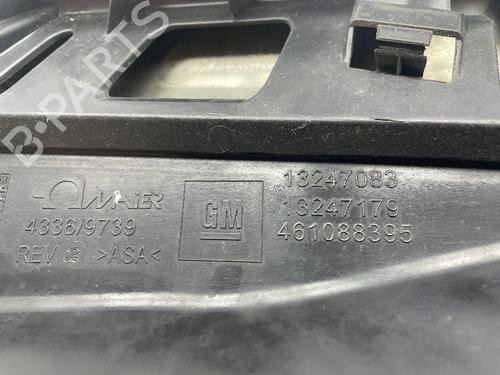 B-PARTS
MAIER
4336/9739
REV 02 >ASA<
GM
13247083
13247179
461088395